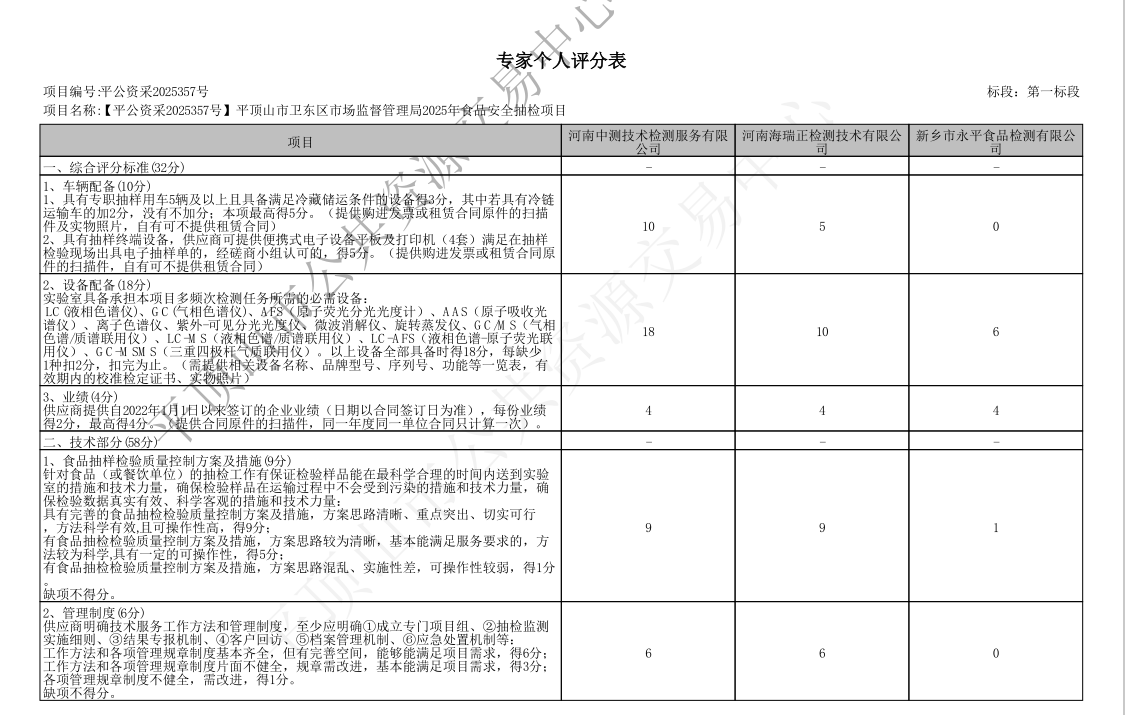 专家个人评分表
项目编号:平公资采2025357号
标段：第一标段
项目名称:【平公资采2025357号】平顶山市卫东区市场监督管理局2025年食品安全抽检项目
项目
河南中测技术检测服务有限公司
河南海瑞正检测技术有限公司
新乡市永平食品检测有限公司
一、综合评分标准(32分)
–
–
–
1、车辆配备(10分)
1、具有专职抽样用车5辆及以上且具备满足冷藏储运条件的设备得3分，其中若具有冷链
运输车的加2分，没有不加分；本项最高得5分。（提供购进发票或租赁合同原件的扫描
件及实物照片，自有可不提供租赁合同）
2、具有抽样终端设备，供应商可提供便携式电子设备平板及打印机（4套）满足在抽样
检验现场出具电子抽样单的，经磋商小组认可的，得5分。（提供购进发票或租赁合同原
件的扫描件，自有可不提供租赁合同）
10
5
0
2、设备配备(18分)
实验室具备承担本项目多频次检测任务所需的必需设备：
LC(液相色谱仪)、GC(气相色谱仪)、AFS（原子荧光分光光度计）、AAS（原子吸收光
谱仪）、离子色谱仪、紫外-可见分光光度仪、微波消解仪、旋转蒸发仪、GC/MS（气相
色谱/质谱联用仪）、LC-MS（液相色谱/质谱联用仪）、LC-AFS（液相色谱-原子荧光联
用仪）、GC-MSMS（三重四极杆气质联用仪）。以上设备全部具备时得18分，每缺少
1种扣2分，扣完为止。（需提供相关设备名称、品牌型号、序列号、功能等一览表，有
效期内的校准检定证书、实物照片）
18
10
6
3、业绩(4分)
供应商提供自2022年1月1日以来签订的企业业绩（日期以合同签订日为准），每份业绩
得2分，最高得4分。（提供合同原件的扫描件，同一年度同一单位合同只计算一次）。
4
4
4
二、技术部分(58分)
–
–
–
1、食品抽样检验质量控制方案及措施(9分)
针对食品（或餐饮单位）的抽检工作有保证检验样品能在最科学合理的时间内送到实验
室的措施和技术力量，确保检验样品在运输过程中不会受到污染的措施和技术力量，确
保检验数据真实有效、科学客观的措施和技术力量：
具有完善的食品抽检检验质量控制方案及措施，方案思路清晰、重点突出、切实可行
，方法科学有效,且可操作性高，得9分；
有食品抽检检验质量控制方案及措施，方案思路较为清晰，基本能满足服务要求的，方
法较为科学,具有一定的可操作性，得5分；
有食品抽检检验质量控制方案及措施，方案思路混乱、实施性差，可操作性较弱，得1分
。
缺项不得分。
9
9
1
2、管理制度(6分)
供应商明确技术服务工作方法和管理制度，至少应明确①成立专门项目组、②抽检监测
实施细则、③结果专报机制、④客户回访、⑤档案管理机制、⑥应急处置机制等：
工作方法和各项管理规章制度基本齐全，但有完善空间，能够能满足项目需求，得6分；
工作方法和各项管理规章制度片面不健全，规章需改进，基本能满足项目需求，得3分；
各项管理规章制度不健全，需改进，得1分。
缺项不得分。
6
6
0
平顶山市公共资源交易中心
平顶山市公共资源交易中心